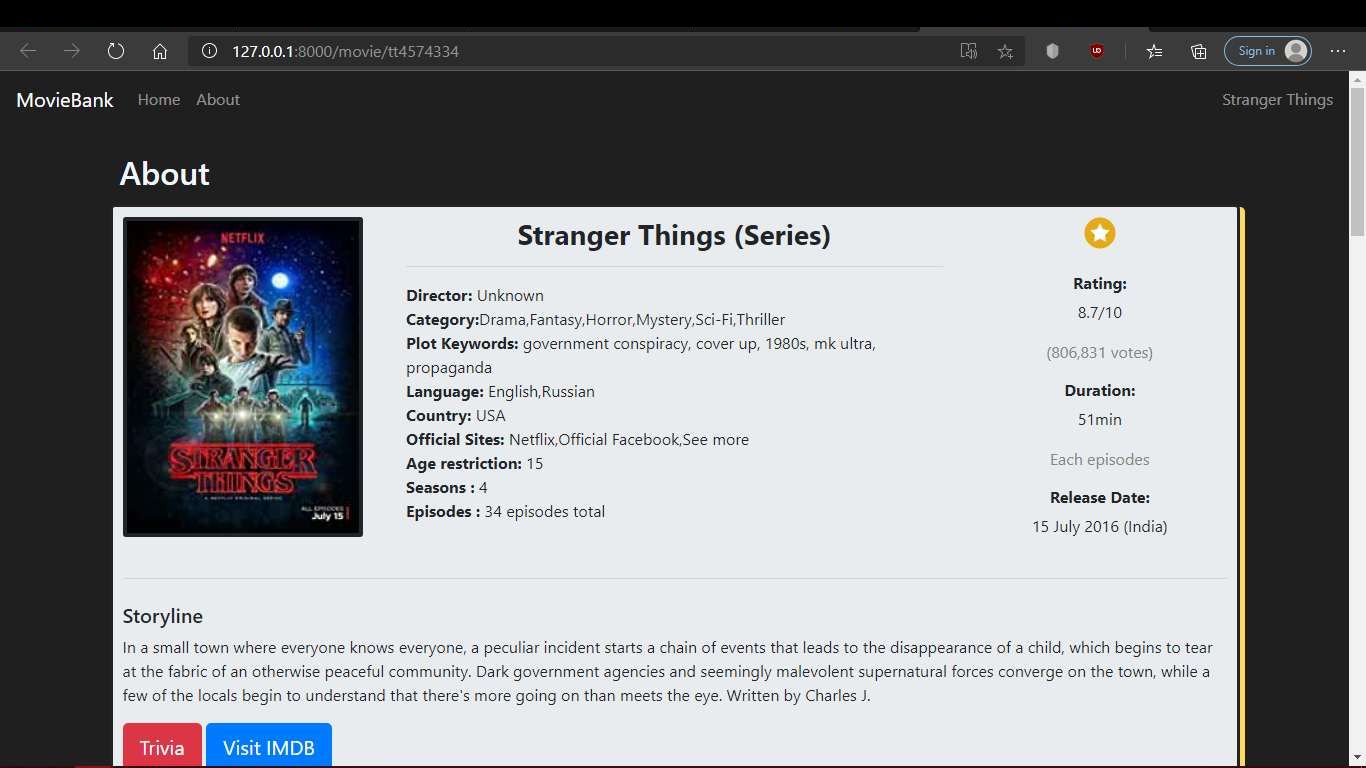 127.0.0.1:8000/movie/tt4574334
Sign in
MovieBank Home About Stranger Things
About
NETFLIX
STRANGER
THINGS
A NETFLIX ORIGINAL SERIES
ALL EPISODES
July 15
Stranger Things (Series)
Director: Unknown
Category:Drama,Fantasy,Horror,Mystery,Sci-Fi,Thriller
Plot Keywords: government conspiracy, cover up, 1980s, mk ultra,
propaganda
Language: English,Russian
Country: USA
Official Sites: Netflix,Official Facebook,See more
Age restriction: 15
Seasons : 4
Episodes : 34 episodes total
Rating:
8.7/10
(806,831 votes)
Duration:
51min
Each episodes
Release Date:
15 July 2016 (India)
Storyline
In a small town where everyone knows everyone, a peculiar incident starts a chain of events that leads to the disappearance of a child, which begins to tear
at the fabric of an otherwise peaceful community. Dark government agencies and seemingly malevolent supernatural forces converge on the town, while a
few of the locals begin to understand that there's more going on than meets the eye. Written by Charles J.
Trivia Visit IMDB